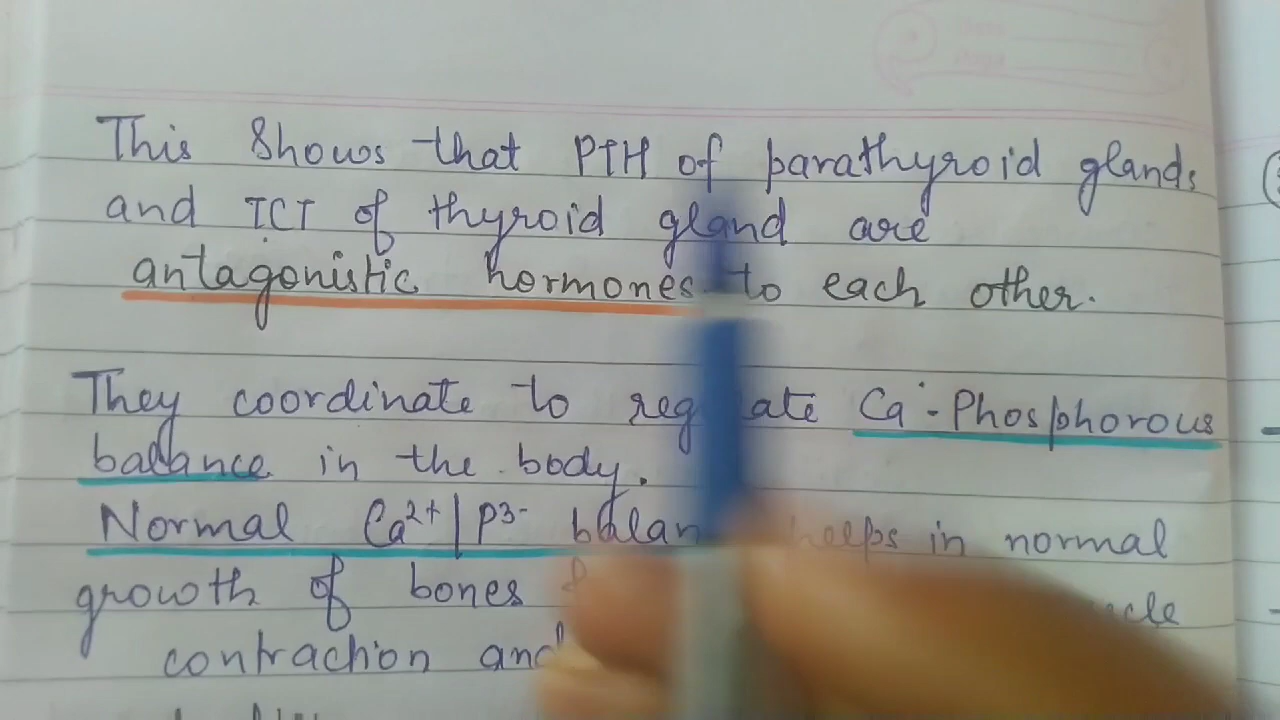 This shows that PTH of parathyroid glands
and TCT of thyroid gland are
antagonistic hormones to each other.
They coordinate to regulate Ca - Phosphorous
balance in the body.
Normal Ca2+ | P3- balan helps in normal
growth of bones
contraction and